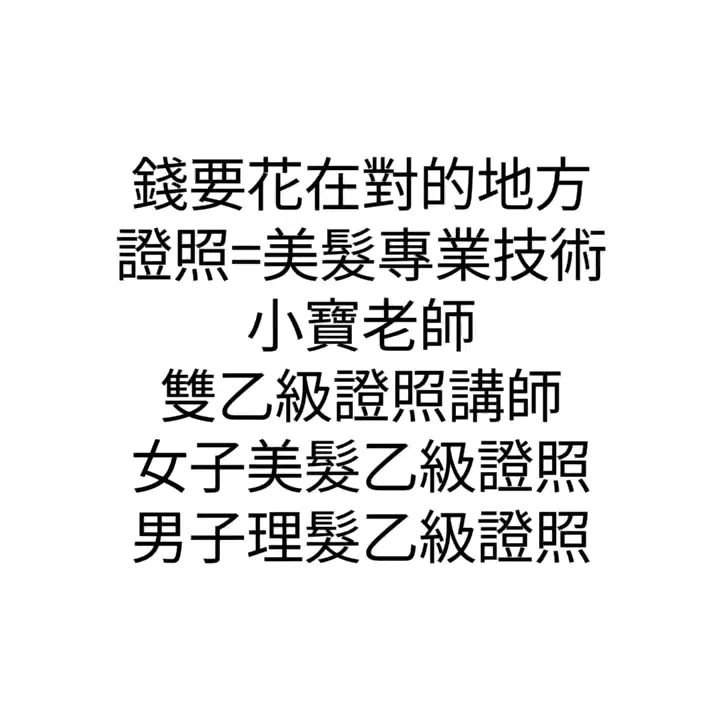 錢要花在對的地方
證照=美髮專業技術
小寶老師
雙乙級證照講師
女子美髮乙級證照
男子理髮乙級證照